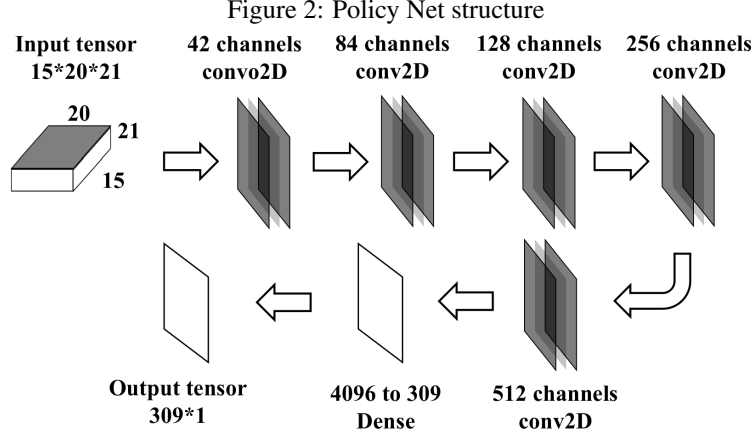 Figure 2: Policy Net structure
Input tensor
15*20*21
42 channels
convo2D
84 channels
conv2D
128 channels
conv2D
256 channels
conv2D
20
21
15
Output tensor
309*1
4096 to 309
Dense
512 channels
conv2D